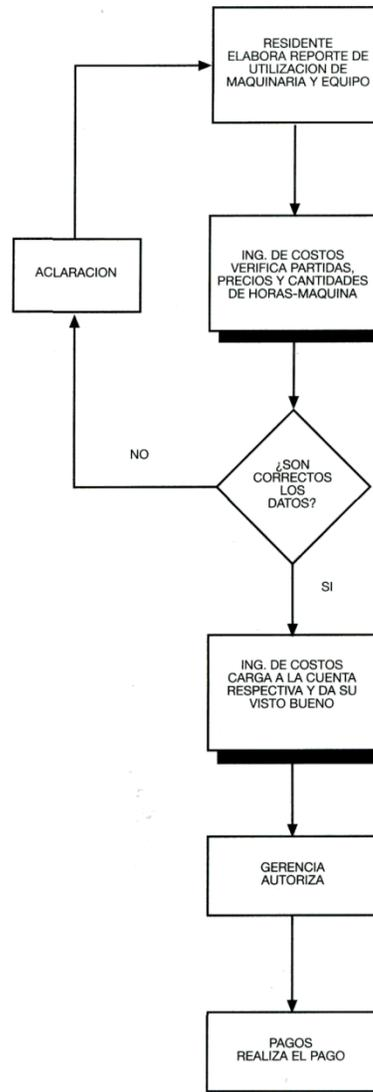 RESIDENTE
ELABORA REPORTE DE
UTILIZACION DE
MAQUINARIA Y EQUIPO
ING. DE COSTOS
VERIFICA PARTIDAS,
PRECIOS Y CANTIDADES
DE HORAS-MAQUINA
ACLARACION
¿SON
CORRECTOS
LOS
DATOS?
NO
SI
ING. DE COSTOS
CARGA A LA CUENTA
RESPECTIVA Y DA SU
VISTO BUENO
GERENCIA
AUTORIZA
PAGOS
REALIZA EL PAGO